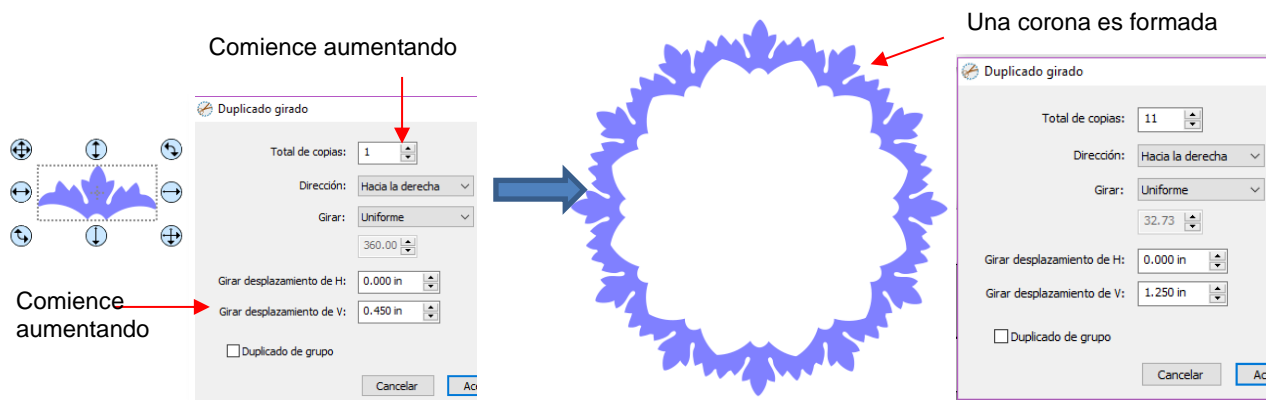 Comience aumentando
Duplicado girado
Total de copias: 1
Dirección: Hacia la derecha
Girar: Uniforme
360.00
Girar desplazamiento de H: 0.000 in
Girar desplazamiento de V: 0.450 in
Duplicado de grupo
Cancelar Ac
Comience
aumentando
Una corona es formada
Duplicado girado
Total de copias: 11
Dirección: Hacia la derecha
Girar: Uniforme
32.73
Girar desplazamiento de H: 0.000 in
Girar desplazamiento de V: 1.250 in
Duplicado de grupo
Cancelar Ac